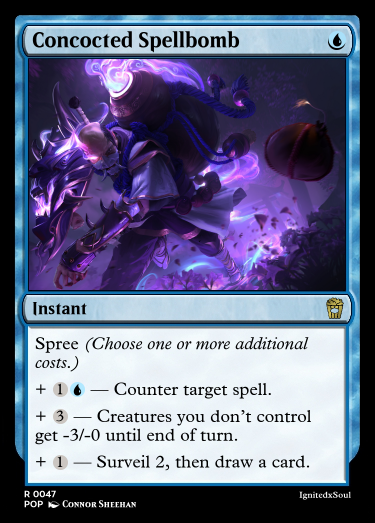 Concocted Spellbomb
Instant
Spree (Choose one or more additional
costs.)
+ 1 — Counter target spell.
+ 3 — Creatures you don't control
get -3/-0 until end of turn.
+ 1 — Surveil 2, then draw a card.
R 0047
POP Connor Sheehan
IgnitedxSoul